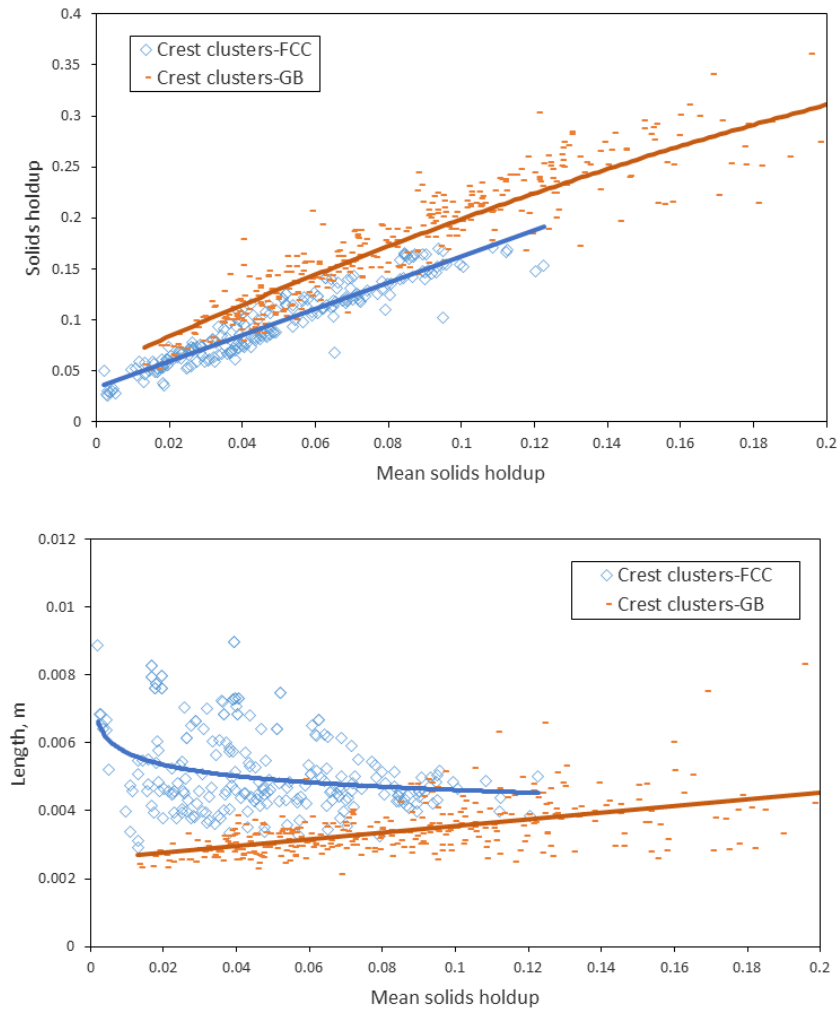 0.4
0.35
0.3
0.25
0.2
0.15
0.1
0.05
0
Solids holdup
Crest clusters-FCC
Crest clusters-GB
0 0.02 0.04 0.06 0.08 0.1 0.12 0.14 0.16 0.18 0.2
Mean solids holdup
0.012
0.01
0.008
0.006
0.004
0.002
0
Length, m
Crest clusters-FCC
Crest clusters-GB
0 0.02 0.04 0.06 0.08 0.1 0.12 0.14 0.16 0.18 0.2
Mean solids holdup